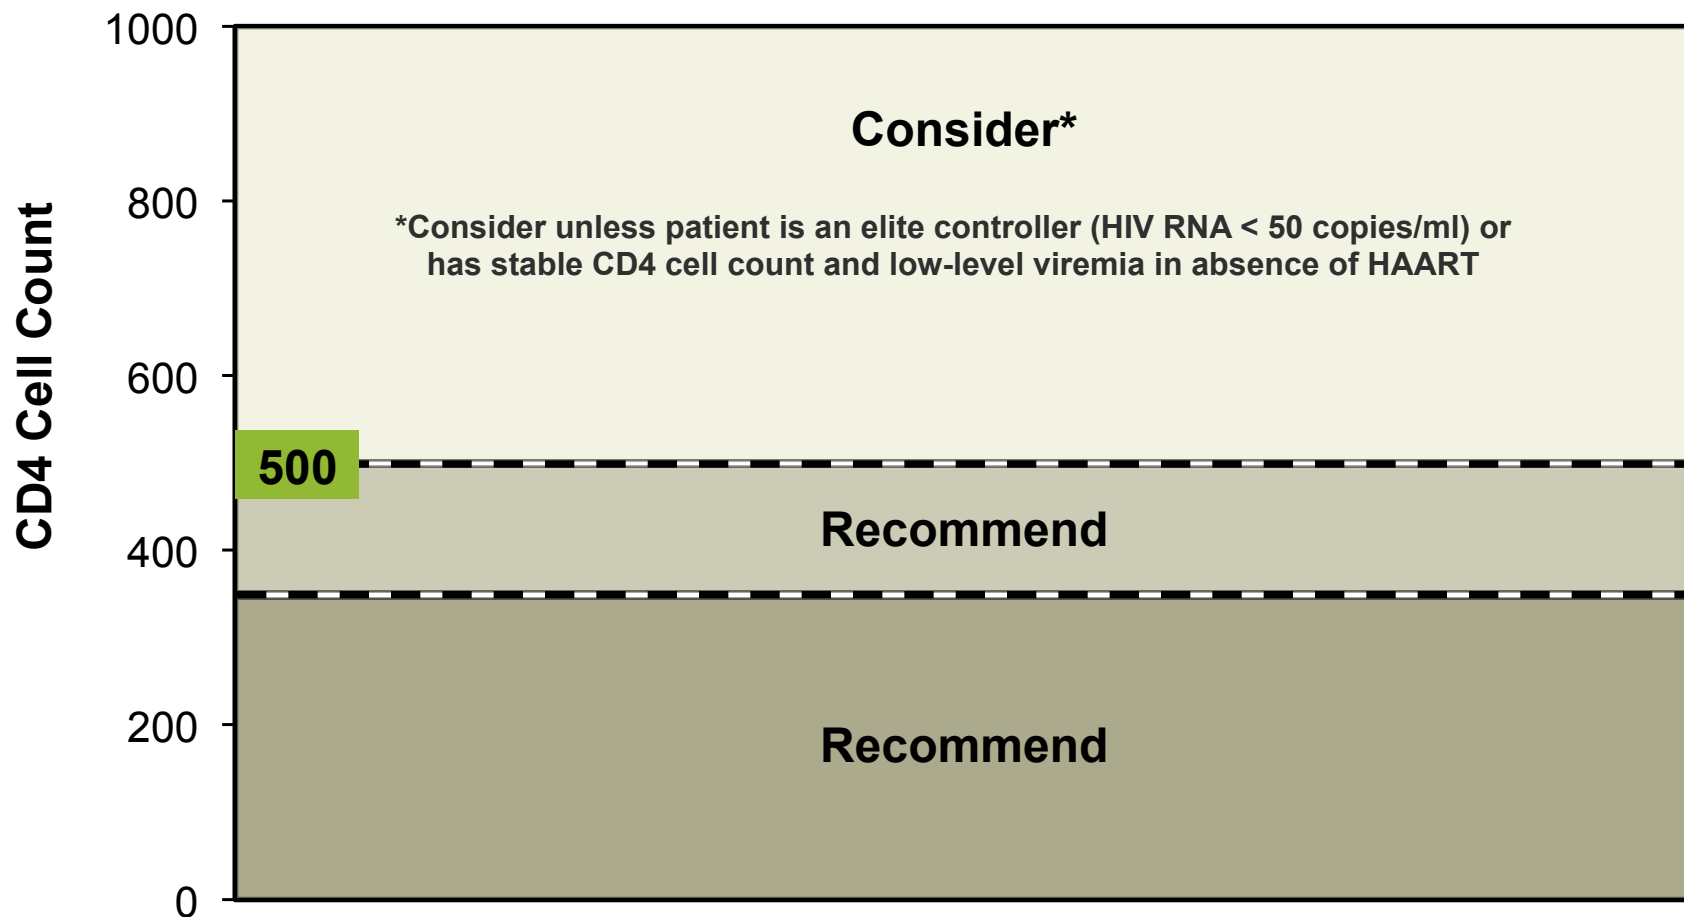 1000
Consider*
800
*Consider unless patient is an elite controller (HIV RNA < 50 copies/ml) or
has stable CD4 cell count and low-level viremia in absence of HAART
CD4 Cell Count
600
500
Recommend
400
200
Recommend
0